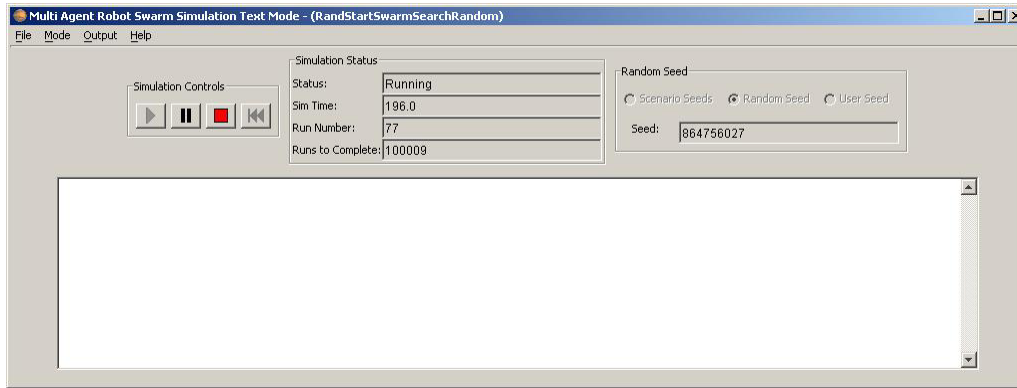 Multi Agent Robot Swarm Simulation Text Mode - (RandStartSwarmSearchRandom)
File Mode Output Help
Simulation Controls
Simulation Status
Status: Running
Sim Time: 196.0
Run Number: 77
Runs to Complete: 100009
Random Seed
Scenario Seeds Random Seed User Seed
Seed: 864756027